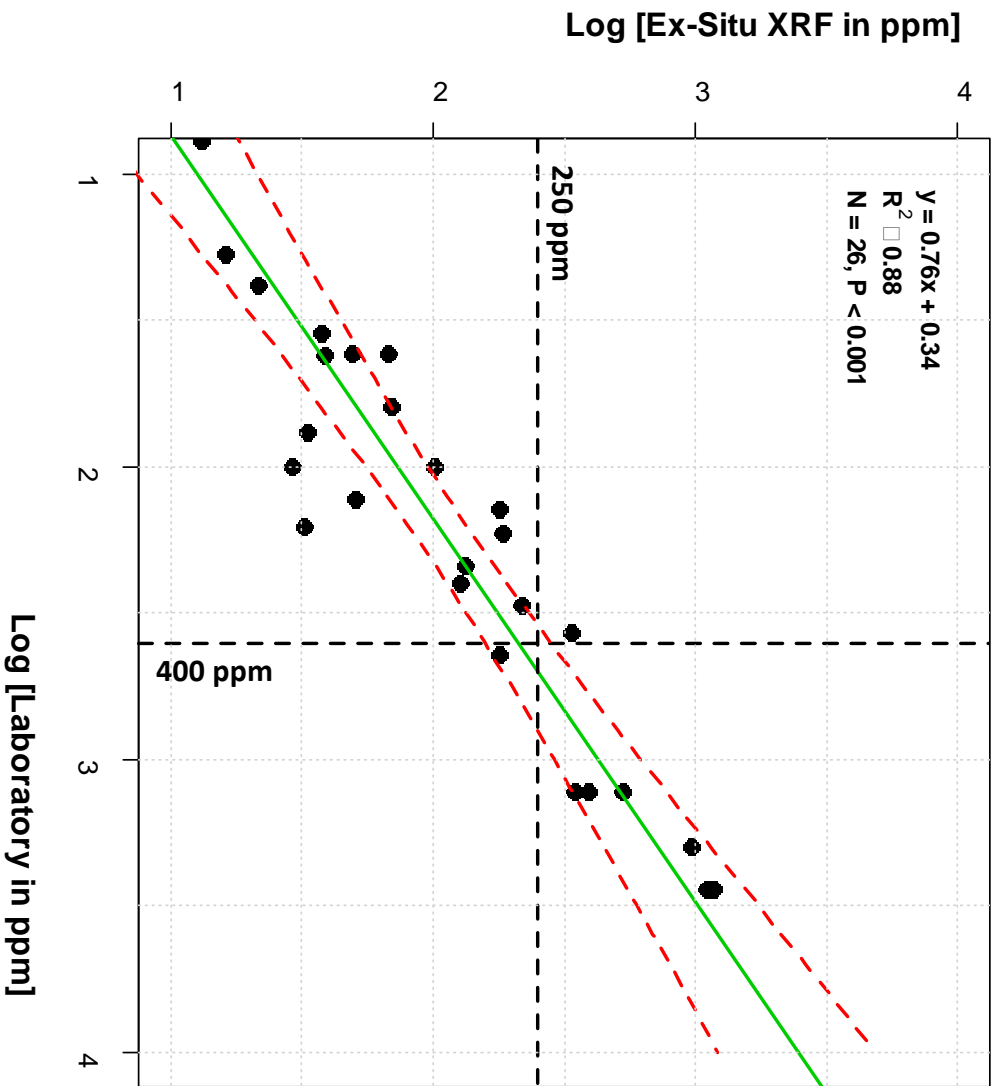 Log [Ex-Situ XRF in ppm]
1
2
3
4
y = 0.76x + 0.34
R2 □ 0.88
N = 26, P < 0.001
250 ppm
400 ppm
1
2
3
4
Log [Laboratory in ppm]